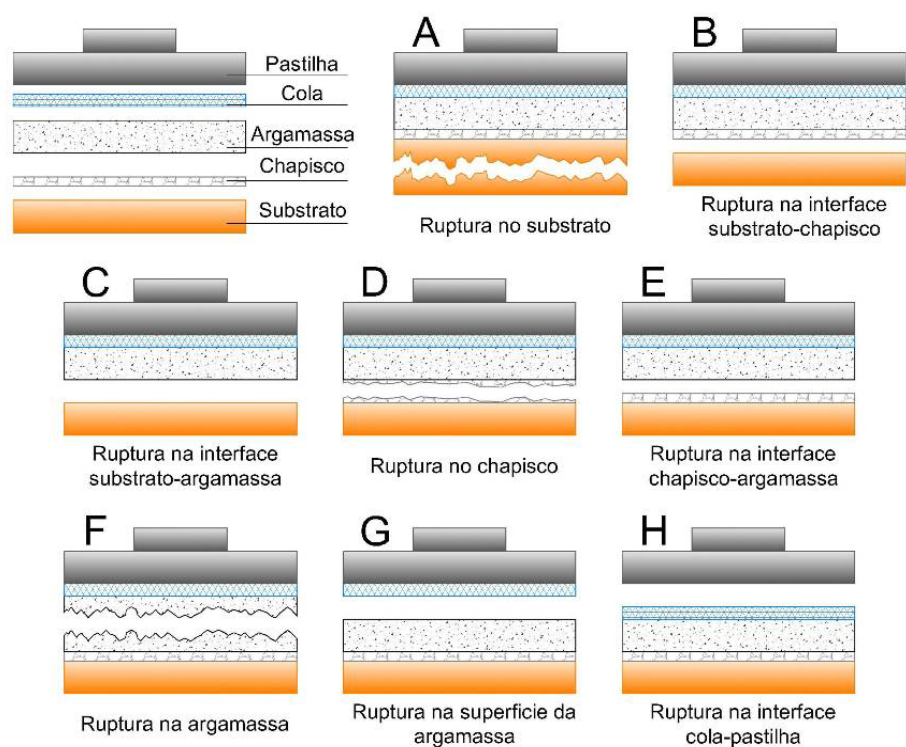 Pastilha
Cola
Argamassa
Chapisco
Substrato
A
Ruptura no substrato
B
Ruptura na interface
substrato-chapisco
C
Ruptura na interface
substrato-argamassa
D
Ruptura no chapisco
E
Ruptura na interface
chapisco-argamassa
F
Ruptura na argamassa
G
Ruptura na superficie da
argamassa
H
Ruptura na interface
cola-pastilha